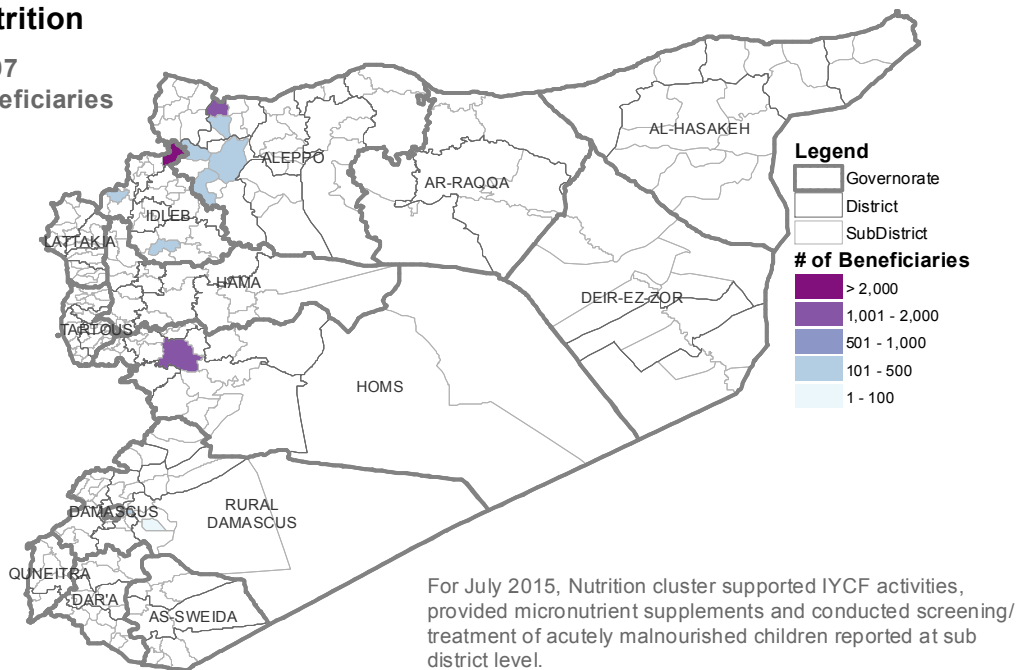 trition
97
eficiaries
AL-HASAKEH
ALEPPO
AR-RAQQA
IDLEB
LATTAKIA
HAMA
DEIR-EZ-ZOR
TARTOUS
HOMS
DAMASCUS
RURAL
DAMASCUS
QUNEITRA
DAR'A
AS-SWEIDA
Legend
Governorate
District
SubDistrict
# of Beneficiaries
> 2,000
1,001 - 2,000
501 - 1,000
101 - 500
1 - 100
For July 2015, Nutrition cluster supported IYCF activities,
provided micronutrient supplements and conducted screening/
treatment of acutely malnourished children reported at sub
district level.